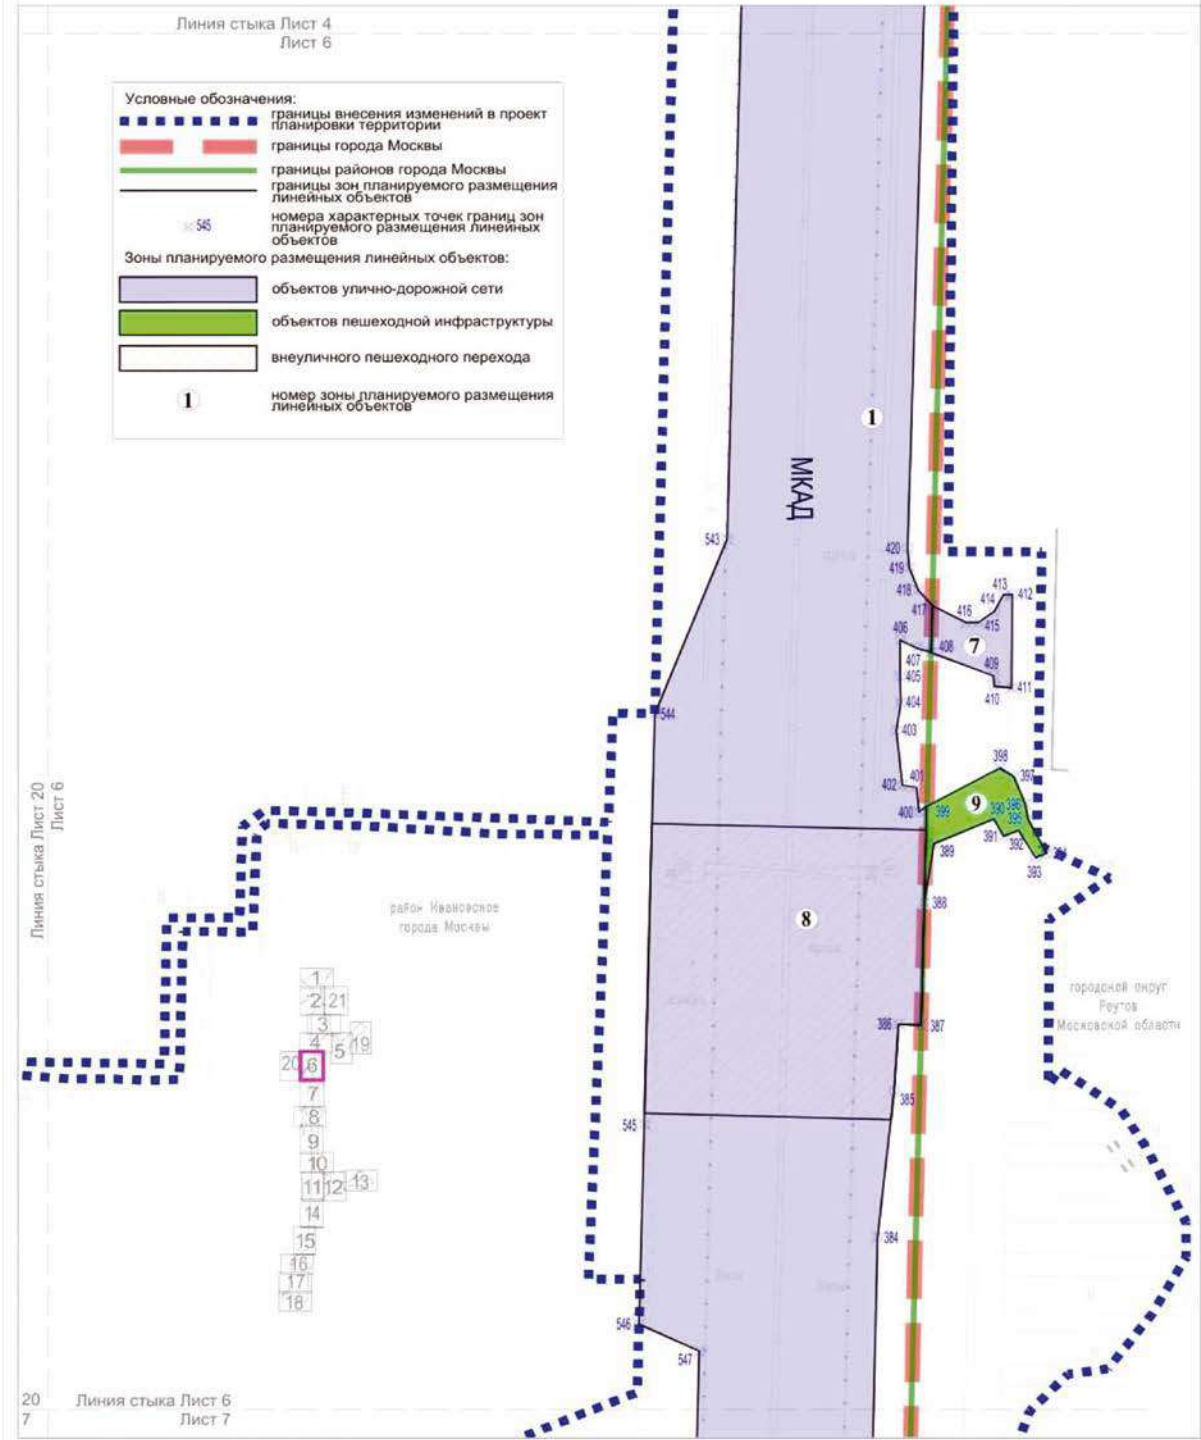 Линия стыка Лист 4
Лист 6
Условные обозначения:
границы внесения изменений в проект
планировки территории
границы города Москвы
границы районов города Москвы
границы зон планируемого размещения
линейных объектов
545
номера характерных точек границ зон
планируемого размещения линейных
объектов
Зоны планируемого размещения линейных объектов:
объектов улично-дорожной сети
объектов пешеходной инфраструктуры
внеуличного пешеходного перехода
1
номер зоны планируемого размещения
линейных объектов
1
МКАД
543
420
419
418
413
412
414
417
416
415
406
408
7
407
409
405
410
411
404
544
403
398
402
401
397
400
399
9
390
396
395
391
392
389
393
388
8
386
387
385
545
384
546
547
Линия стыка Лист 20
Лист 6
район Ивановское
города Москвы
городской округ
Реутов
Московской области
1
2
21
3
4
5
19
20
6
7
8
9
10
11
12
13
14
15
16
17
18
20
7
Линия стыка Лист 6
Лист 7